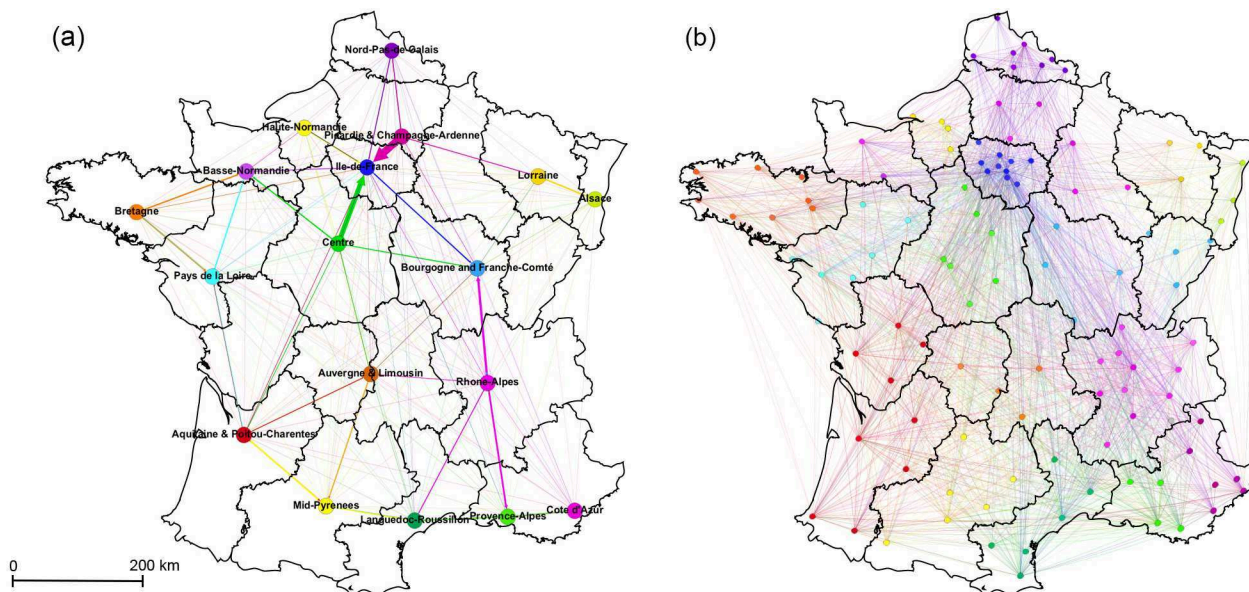 (a)
(b)
Nord-Pas-de-Calais
Haute-Normandie
Picardie & Champagne-Ardenne
Basse-Normandie
Ile-de-France
Lorraine
Alsace
Bretagne
Centre
Pays de la Loire
Bourgogne and Franche-Comté
Auvergne & Limousin
Rhone-Alpes
Aquitaine & Poitou-Charentes
Mid-Pyrenees
Languedoc-Roussillon
Provence-Alpes
Cote d'Azur
0 200 km